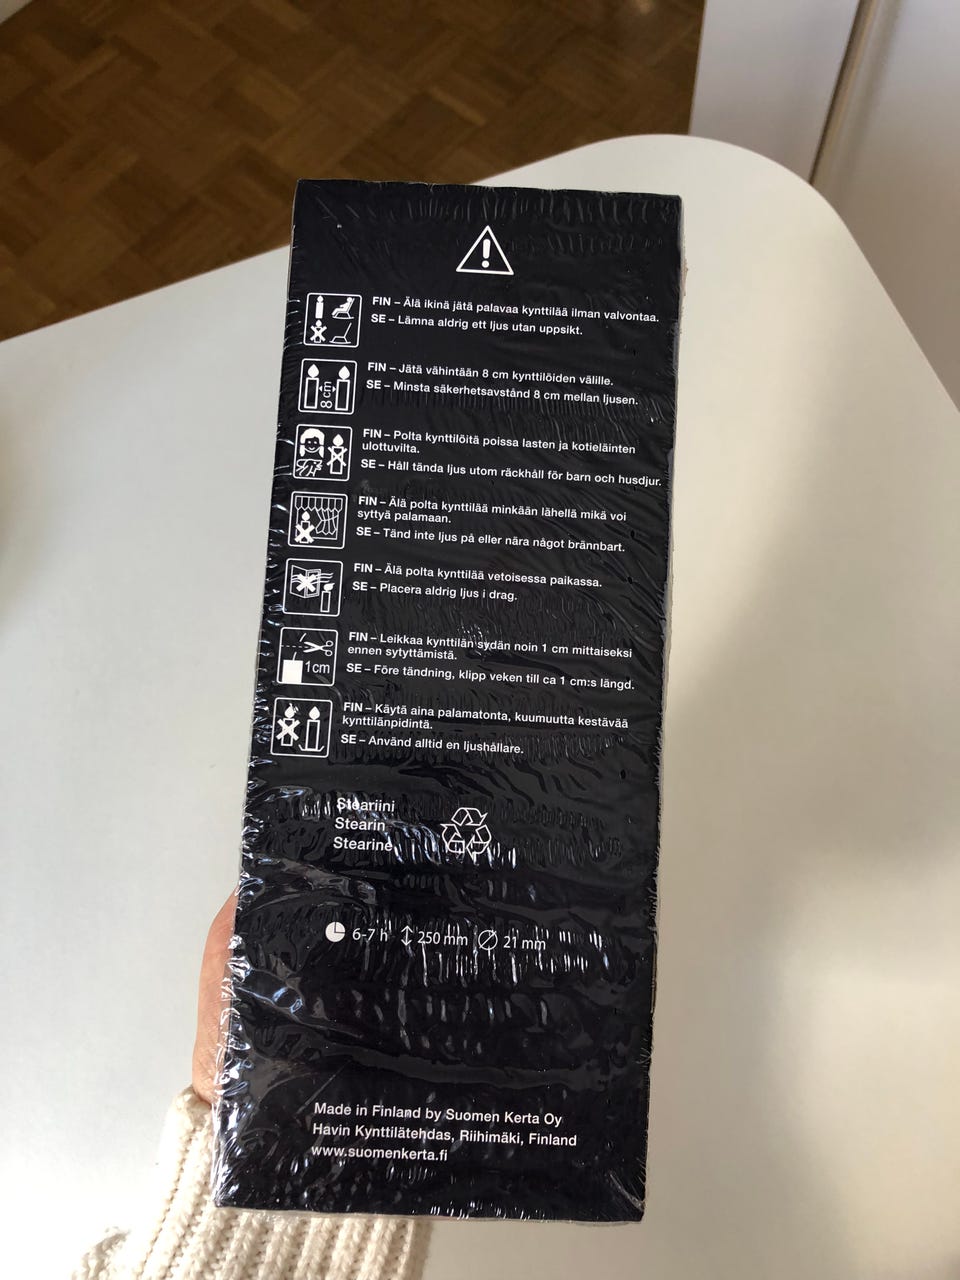 FIN – Älä ikinä jätä palavaa kynttilää ilman valvontaa.
SE – Lämna aldrig ett ljus utan uppsikt.
8 cm
FIN – Jätä vähintään 8 cm kynttilöiden välille.
SE – Minsta säkerhetsavstånd 8 cm mellan ljusen.
FIN – Polta kynttilöitä poissa lasten ja kotieläinten
ulottuvilta.
SE – Håll tända ljus utom räckhåll för barn och husdjur.
FIN – Älä polta kynttilää minkään lähellä mikä voi
syttyä palamaan.
SE – Tänd inte ljus på eller nära något brännbart.
FIN – Älä polta kynttilää vetoisessa paikassa.
SE – Placera aldrig ljus i drag.
1cm
FIN – Leikkaa kynttilän sydän noin 1 cm mittaiseksi
ennen sytyttämistä.
SE – Före tändning, klipp veken till ca 1 cm:s längd.
FIN – Käytä aina palamatonta, kuumuutta kestävää
kynttilänpidintä.
SE – Använd alltid en ljushållare.
Steariini
Stearin
Stearine
6-7 h 250 mm 21 mm
Made in Finland by Suomen Kerta Oy
Havin Kynttilätehdas, Riihimäki, Finland
www.suomenkerta.fi